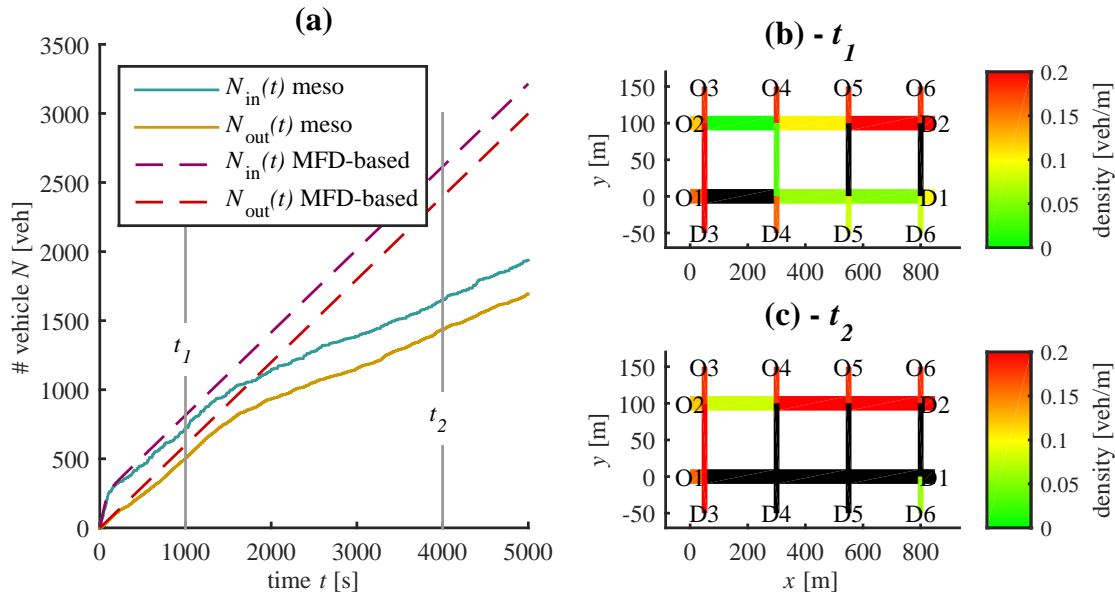 (a)
3500
3000
2500
2000
1500
1000
500
0
# vehicle N [veh]
N_in(t) meso
N_out(t) meso
N_in(t) MFD-based
N_out(t) MFD-based
t_1
t_2
0 1000 2000 3000 4000 5000
time t [s]
(b) - t_1
O3 O4 O5 O6
O2 D2
O1 D1
D3 D4 D5 D6
150
100
50
0
-50
y [m]
0 200 400 600 800
0.2
0.15
0.1
0.05
0
density [veh/m]
(c) - t_2
O3 O4 O5 O6
O2 D2
O1 D1
D3 D4 D5 D6
150
100
50
0
-50
y [m]
0 200 400 600 800
x [m]
0.2
0.15
0.1
0.05
0
density [veh/m]